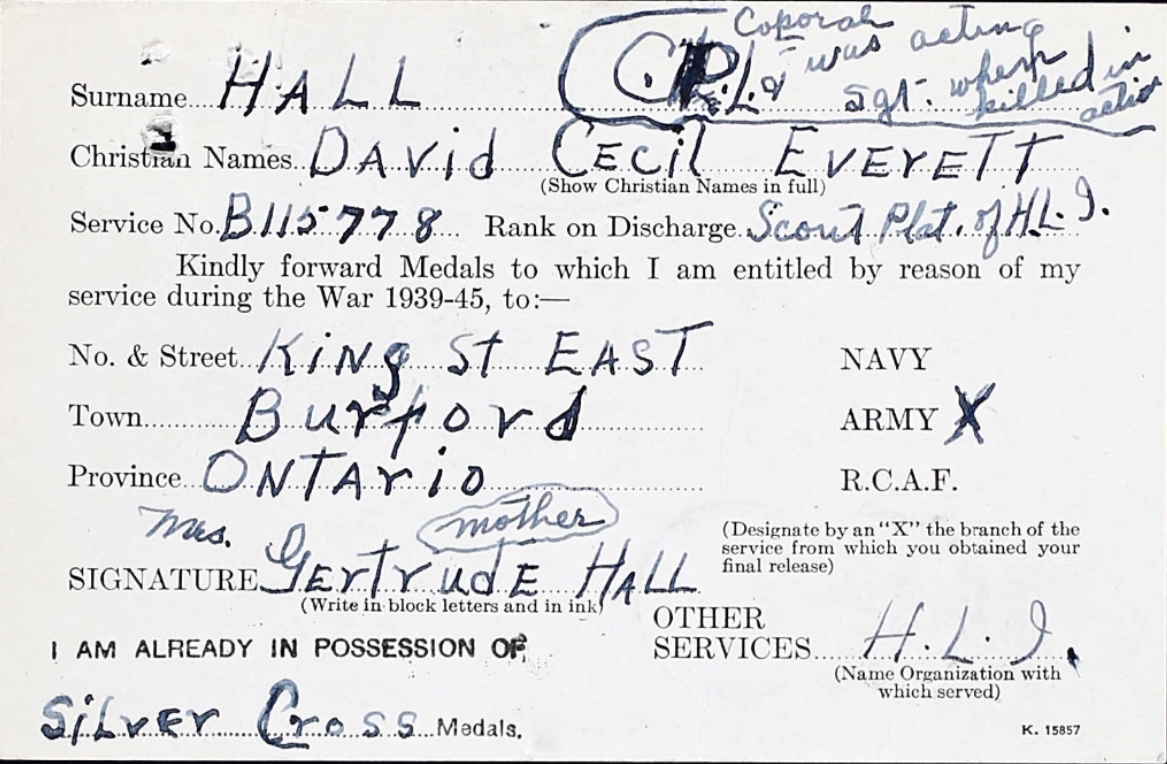 Coporal
Surname HALL CPL. & was acting
Sgt. when killed in action
Christian Names DAVid CECiL EVErETT
(Show Christian Names in full)
Service No. B115778 Rank on Discharge Scout Plat. of H.L.I.
Kindly forward Medals to which I am entitled by reason of my
service during the War 1939-45, to:—
No. & Street KiNg St EAST NAVY
Town Burford ARMY X
Province ONTAriO R.C.A.F.
Mrs. mother
(Designate by an "X" the branch of the
service from which you obtained your
final release)
SIGNATURE GErtrudE HALL
(Write in block letters and in ink)
OTHER
SERVICES H.L.I.
(Name Organization with
which served)
I AM ALREADY IN POSSESSION OF
SiLvEr Cross Medals.
K. 15857